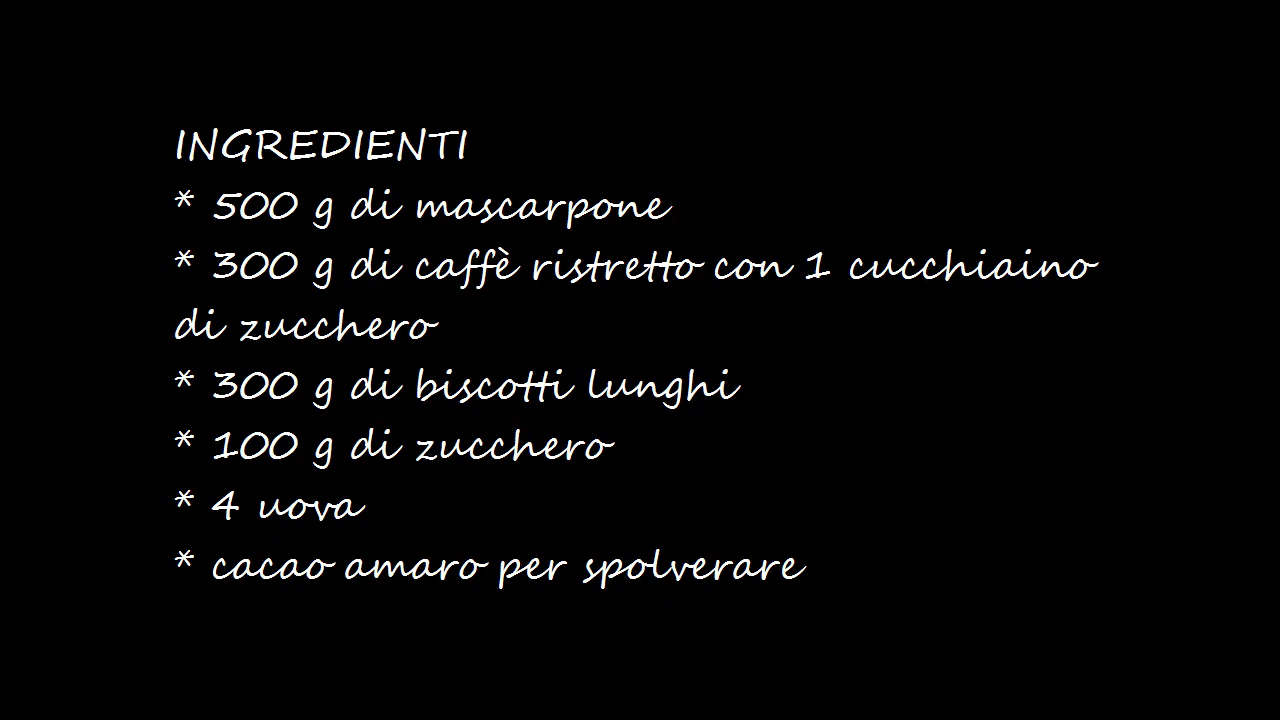 INGREDIENTI
* 500 g di mascarpone
* 300 g di caffè ristretto con 1 cucchiaino
di zucchero
* 300 g di biscotti lunghi
* 100 g di zucchero
* 4 uova
* cacao amaro per spolverare